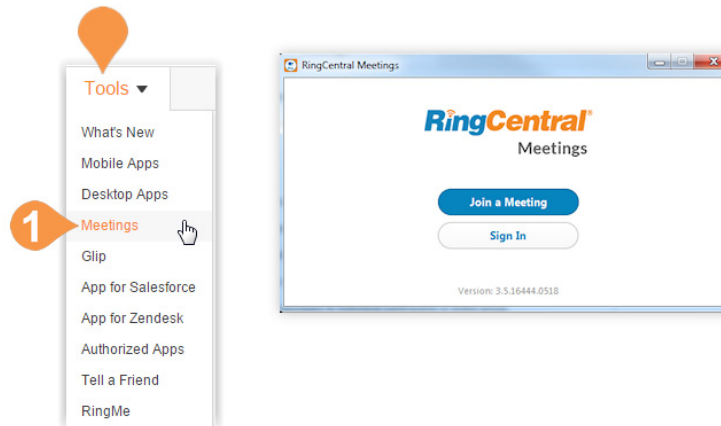 Tools
What's New
Mobile Apps
Desktop Apps
1
Meetings
Glip
App for Salesforce
App for Zendesk
Authorized Apps
Tell a Friend
RingMe
RingCentral Meetings
RingCentral®
Meetings
Join a Meeting
Sign In
Version: 3.5.16444.0518